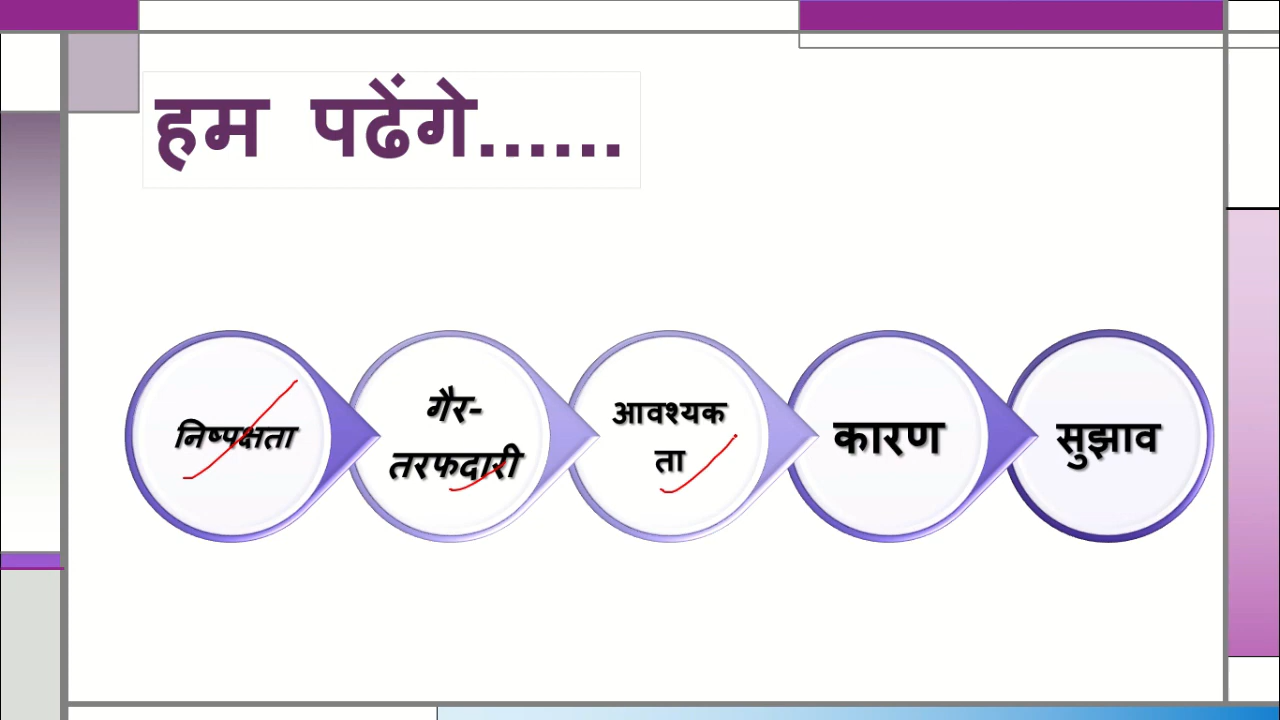 हम पढेंगे......
निष्पक्षता
गैर-
तरफदारी
आवश्यक
ता
कारण
सुझाव